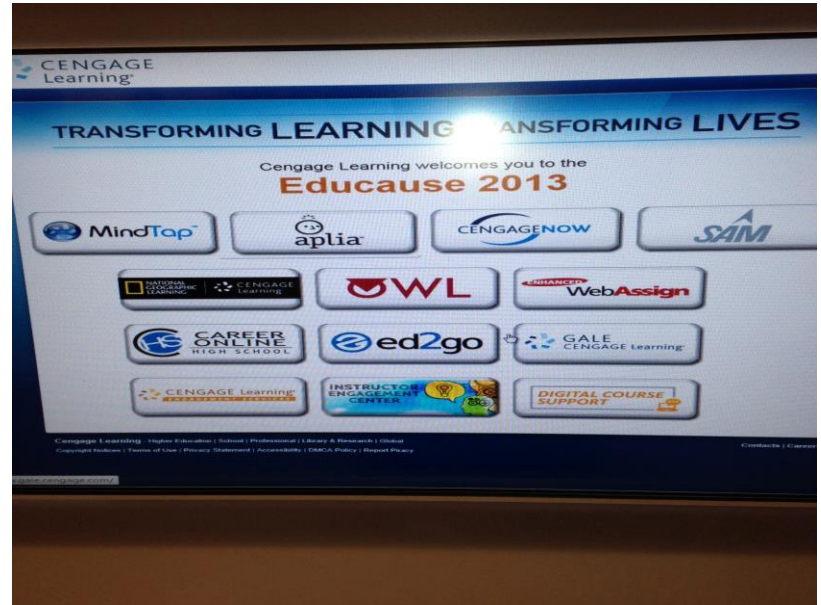 CENGAGE
Learning
TRANSFORMING LEARNING ANSFORMING LIVES
Cengage Learning welcomes you to the
Educause 2013
MindTap aplia CENGAGENOW SAM
NATIONAL GEOGRAPHIC LEARNING CENGAGE Learning OWL ENHANCED WebAssign
CAREER ONLINE HIGH SCHOOL ed2go GALE CENGAGE Learning
CENGAGE Learning ENGAGEMENT SERVICES INSTRUCTOR ENGAGEMENT CENTER DIGITAL COURSE SUPPORT
Cengage Learning - Higher Education | School | Professional | Library & Research | Global
Contacts | Career
Copyright Notices | Terms of Use | Privacy Statement | Accessibility | DMCA Policy | Report Piracy
.gale.cengage.com/